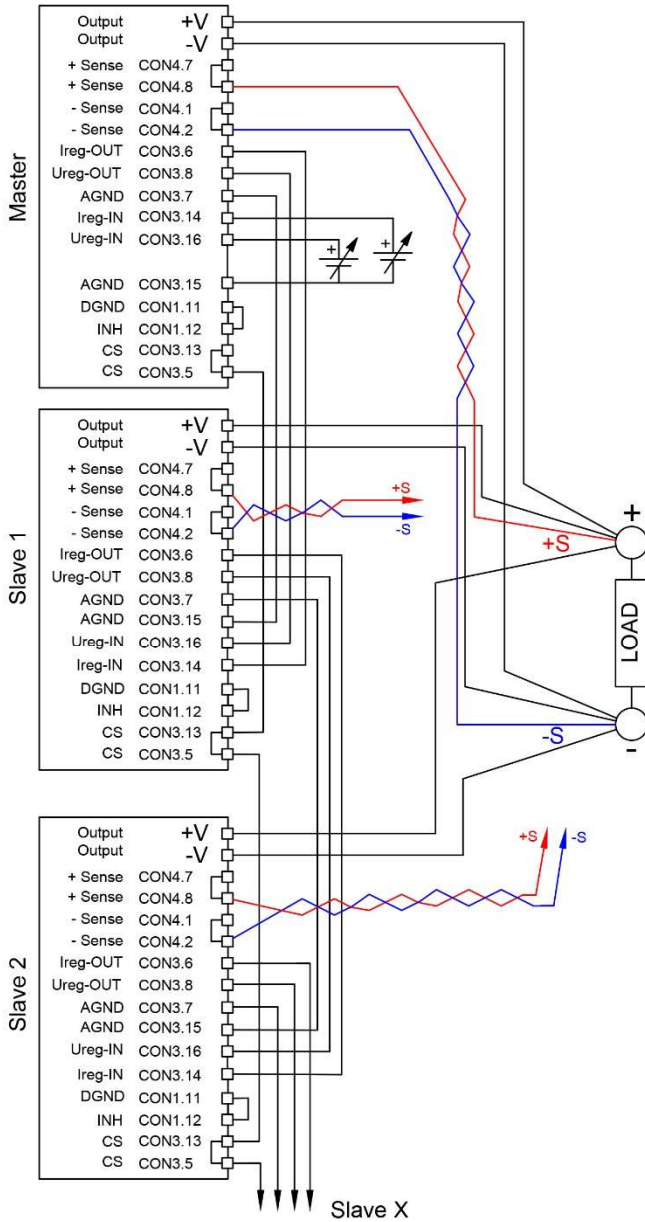 Master
Output +V
Output -V
+ Sense CON4.7
+ Sense CON4.8
- Sense CON4.1
- Sense CON4.2
Ireg-OUT CON3.6
Ureg-OUT CON3.8
AGND CON3.7
Ireg-IN CON3.14
Ureg-IN CON3.16
+ +
AGND CON3.15
DGND CON1.11
INH CON1.12
CS CON3.13
CS CON3.5
Slave 1
Output +V
Output -V
+ Sense CON4.7
+ Sense CON4.8
- Sense CON4.1
- Sense CON4.2
Ireg-OUT CON3.6
Ureg-OUT CON3.8
AGND CON3.7
AGND CON3.15
Ureg-IN CON3.16
Ireg-IN CON3.14
DGND CON1.11
INH CON1.12
CS CON3.13
CS CON3.5
+S
-S
+
+S
LOAD
-S
-
Slave 2
Output +V
Output -V
+ Sense CON4.7
+ Sense CON4.8
- Sense CON4.1
- Sense CON4.2
Ireg-OUT CON3.6
Ureg-OUT CON3.8
AGND CON3.7
AGND CON3.15
Ureg-IN CON3.16
Ireg-IN CON3.14
DGND CON1.11
INH CON1.12
CS CON3.13
CS CON3.5
+S -S
Slave X